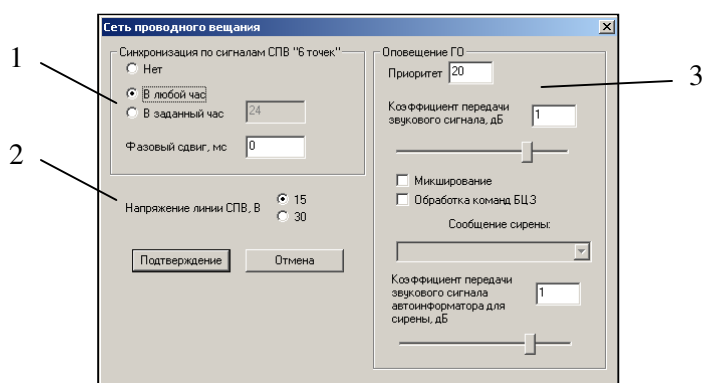 Сеть проводного вещания
1
2
3
Синхронизация по сигналам СПВ "6 точек"
Нет
В любой час
В заданный час 24
Фазовый сдвиг, мс 0
Напряжение линии СПВ, В
15
30
Подтверждение
Отмена
Оповещение ГО
Приоритет 20
Коэффициент передачи
звукового сигнала, дБ 1
Микширование
Обработка команд БЦЗ
Сообщение сирены:
Коэффициент передачи
звукового сигнала
автоинформатора для
сирены, дБ
1